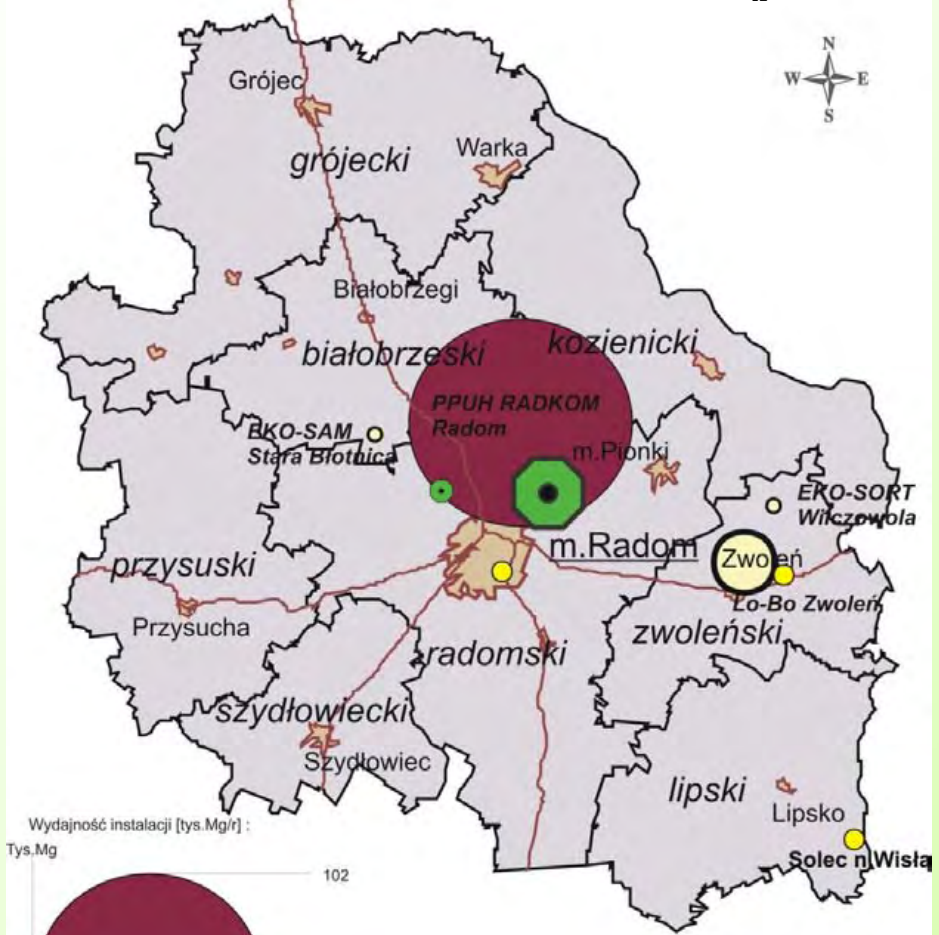 N
W E
S
Grójec
Warka
grójecki
Białobrzegi
białobrzeski
kozienicki
PPUH RADKOM
Radom
EKO-SAM
Stara Błotnica
m.Pionki
EKO-SORT
Wilczowola
m.Radom
Zwoleń
przysuski
Ło-Bo Zwoleń
Przysucha
zwoleński
radomski
szydłowiecki
Szydłowiec
lipski
Lipsko
Solec n.Wisłą
Wydajność instalacji [tys.Mg/r] :
Tys.Mg
102